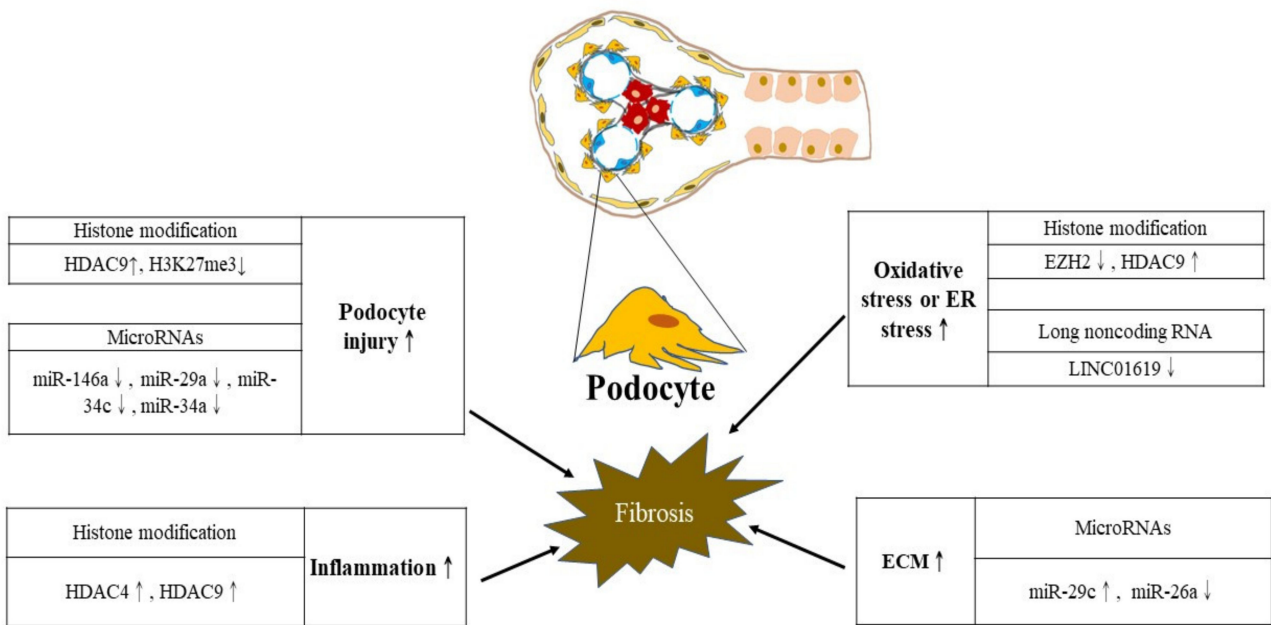 Histone modification
HDAC9↑, H3K27me3↓
MicroRNAs
miR-146a ↓ , miR-29a ↓ , miR-
34c ↓ , miR-34a ↓
Podocyte
injury ↑
Histone modification
HDAC4 ↑ , HDAC9 ↑
Inflammation ↑
Podocyte
Fibrosis
Oxidative
stress or ER
stress ↑
Histone modification
EZH2 ↓ , HDAC9 ↑
Long noncoding RNA
LINC01619 ↓
ECM ↑
MicroRNAs
miR-29c ↑ , miR-26a ↓